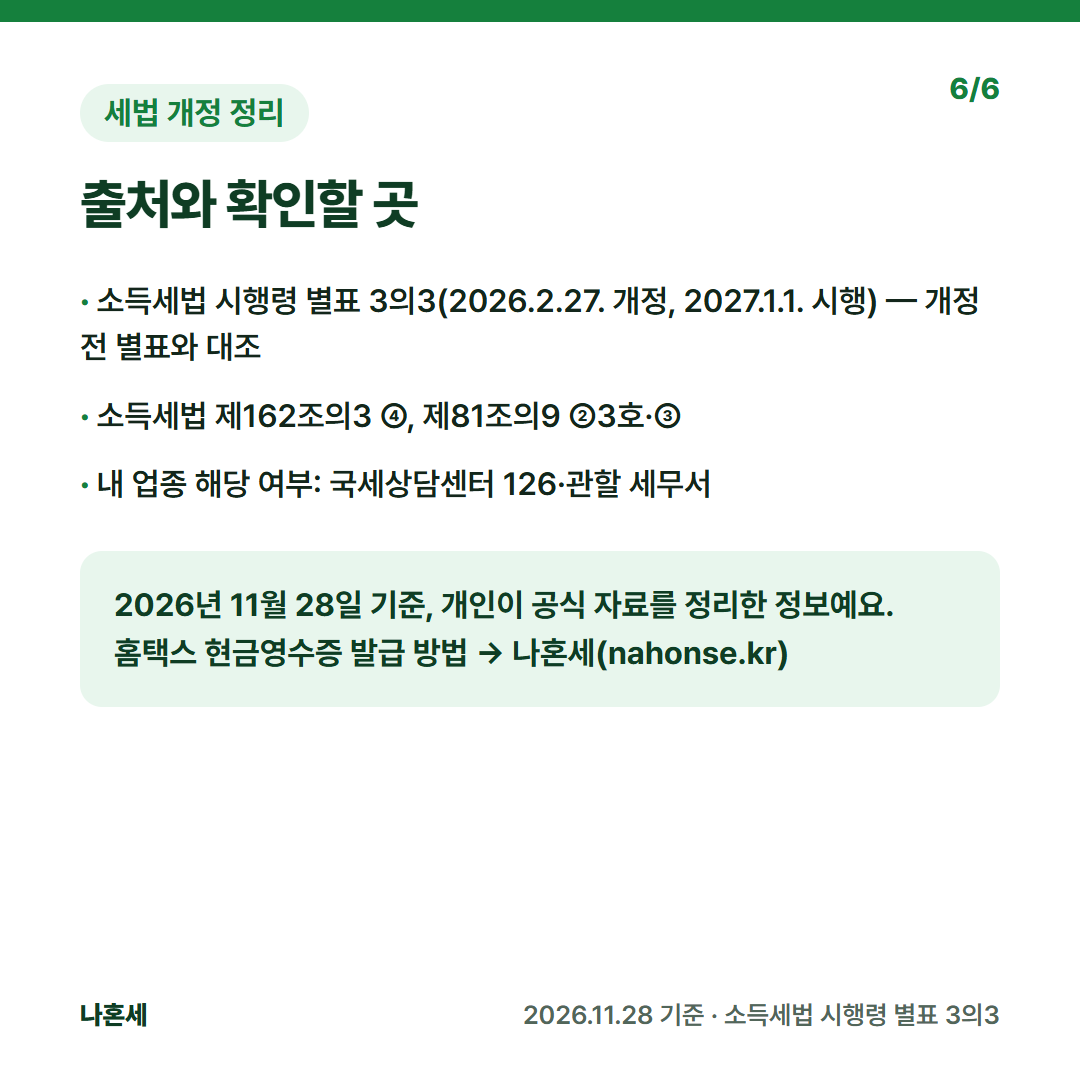 6/6
세법 개정 정리
출처와 확인할 곳
• 소득세법 시행령 별표 3의3(2026.2.27. 개정, 2027.1.1. 시행) — 개정
전 별표와 대조
• 소득세법 제162조의3 ④, 제81조의9 ②3호·③
• 내 업종 해당 여부: 국세상담센터 126·관할 세무서
2026년 11월 28일 기준, 개인이 공식 자료를 정리한 정보예요.
홈택스 현금영수증 발급 방법 → 나혼세(nahonse.kr)
나혼세
2026.11.28 기준 · 소득세법 시행령 별표 3의3